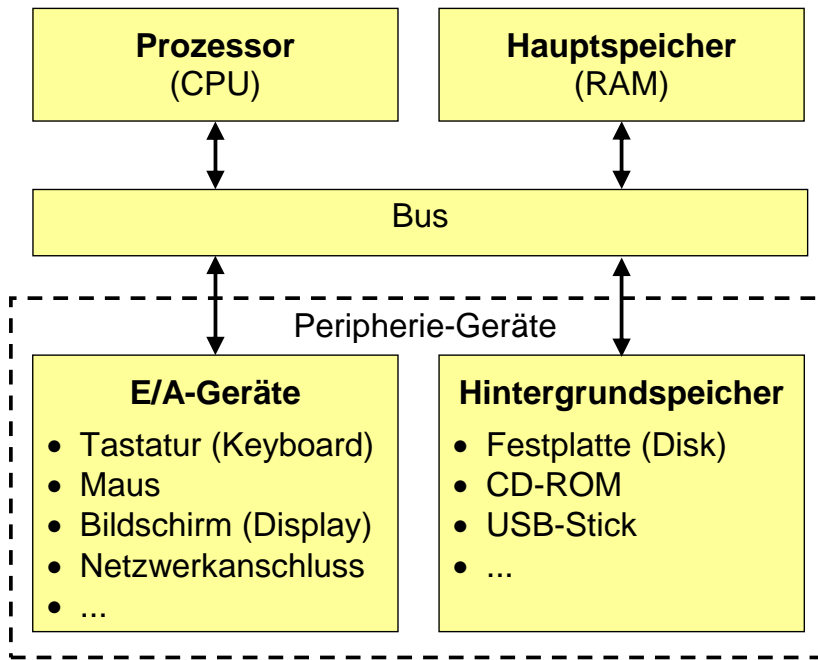 Prozessor
(CPU)
Hauptspeicher
(RAM)
Bus
Peripherie-Geräte
E/A-Geräte
• Tastatur (Keyboard)
• Maus
• Bildschirm (Display)
• Netzwerkanschluss
• ...
Hintergrundspeicher
• Festplatte (Disk)
• CD-ROM
• USB-Stick
• ...